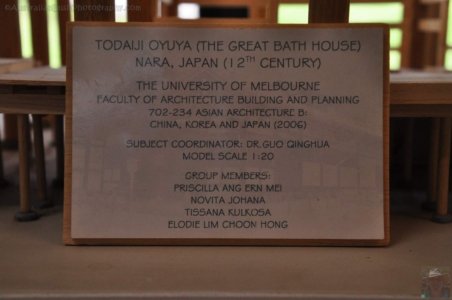 ©AustralianBushPhotography.com
TODAIJI OYUYA (THE GREAT BATH HOUSE)
NARA, JAPAN (12TH CENTURY)
THE UNIVERSITY OF MELBOURNE
FACULTY OF ARCHITECTURE BUILDING AND PLANNING
702-234 ASIAN ARCHITECTURE B:
CHINA, KOREA AND JAPAN (2006)
SUBJECT COORDINATOR: DR.GUO QINGHUA
MODEL SCALE 1:20
GROUP MEMBERS:
PRISCILLA ANG ERN MEI
NOVITA JOHANA
TISSANA KULKOSA
ELODIE LIM CHOON HONG